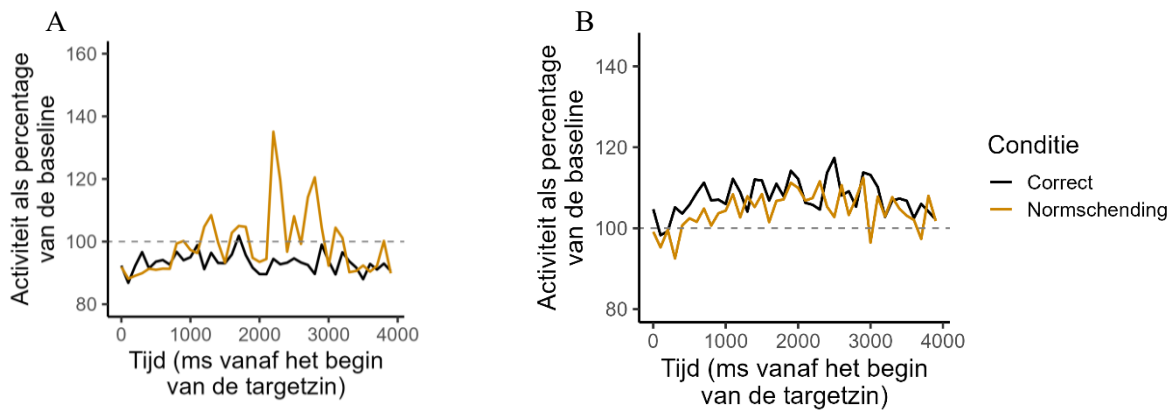 A
Activiteit als percentage
van de baseline
160
140
120
100
80
0
1000
2000
3000
4000
Tijd (ms vanaf het begin
van de targetzin)
B
Activiteit als percentage
van de baseline
140
120
100
80
0
1000
2000
3000
4000
Tijd (ms vanaf het begin
van de targetzin)
Conditie
Correct
Normschending